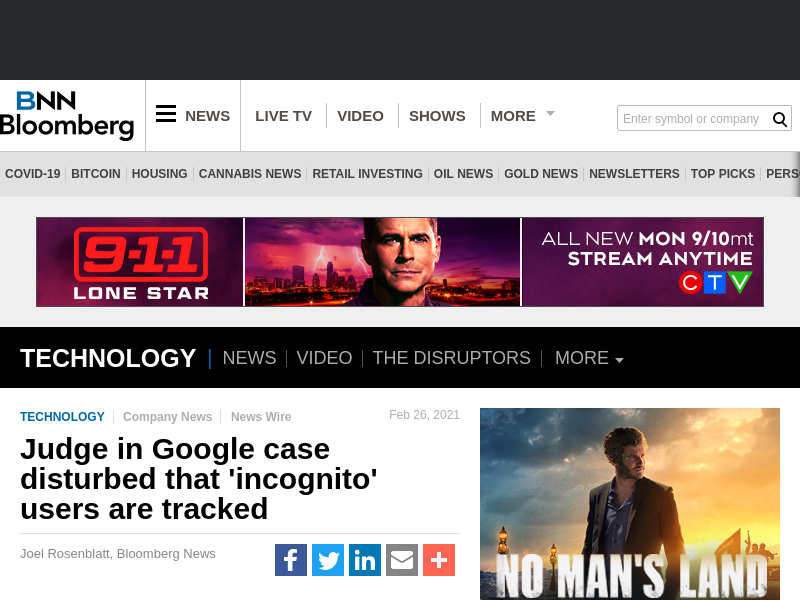 BNN
Bloomberg
NEWS
LIVE TV
VIDEO
SHOWS
MORE
Enter symbol or company
COVID-19
BITCOIN
HOUSING
CANNABIS NEWS
RETAIL INVESTING
OIL NEWS
GOLD NEWS
NEWSLETTERS
TOP PICKS
PERS
9-1-1
LONE STAR
ALL NEW MON 9/10mt
STREAM ANYTIME
CTV
TECHNOLOGY
NEWS
VIDEO
THE DISRUPTORS
MORE
TECHNOLOGY
Company News
News Wire
Feb 26, 2021
Judge in Google case
disturbed that 'incognito'
users are tracked
Joel Rosenblatt, Bloomberg News
NO MAN'S LAND